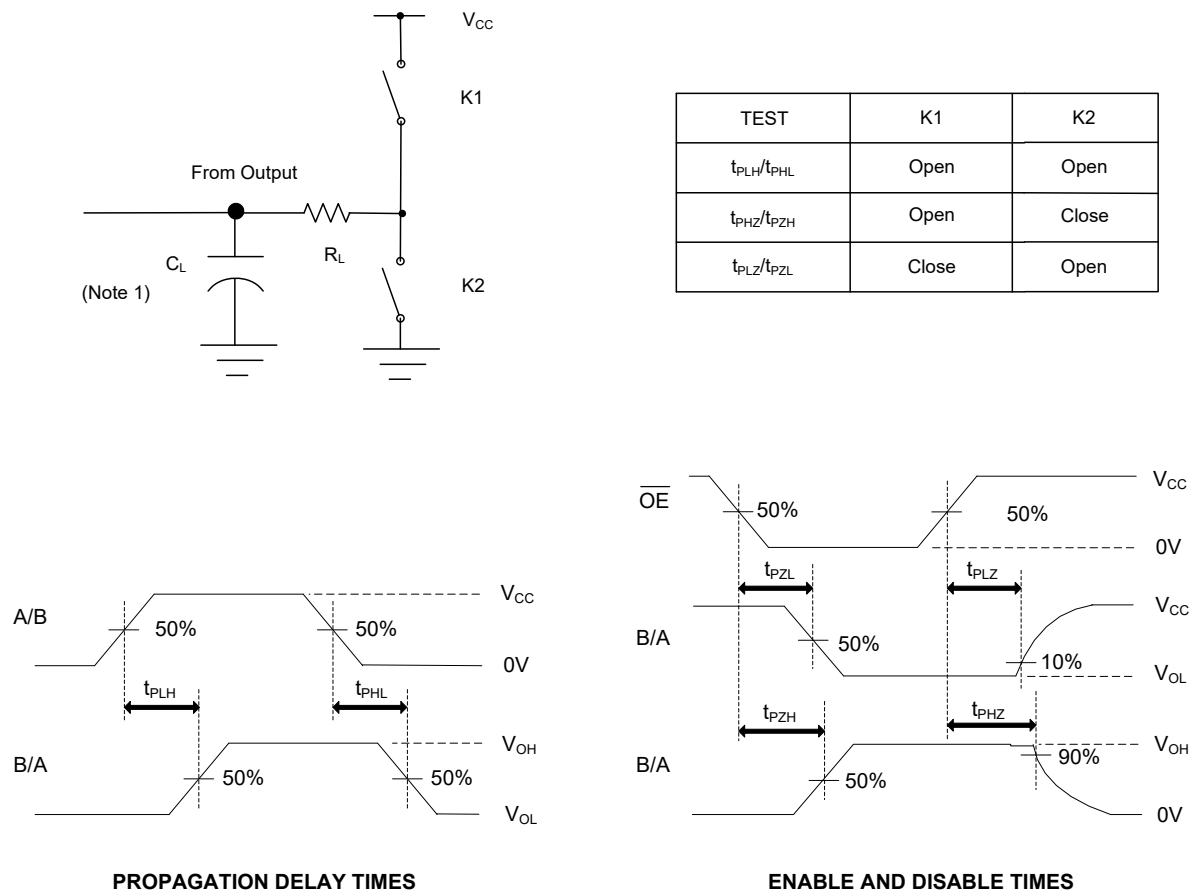 VCC
K1
From Output
RL
CL
(Note 1)
K2
TEST K1 K2
tPLH/tPHL Open Open
tPHZ/tPZH Open Close
tPLZ/tPZL Close Open
A/B
50%
50%
VCC
0V
tPLH
tPHL
B/A
50%
50%
VOH
VOL
PROPAGATION DELAY TIMES
OE
50%
50%
VCC
0V
tPZL
tPLZ
B/A
50%
10%
VCC
VOL
tPZH
tPHZ
B/A
50%
90%
VOH
0V
ENABLE AND DISABLE TIMES